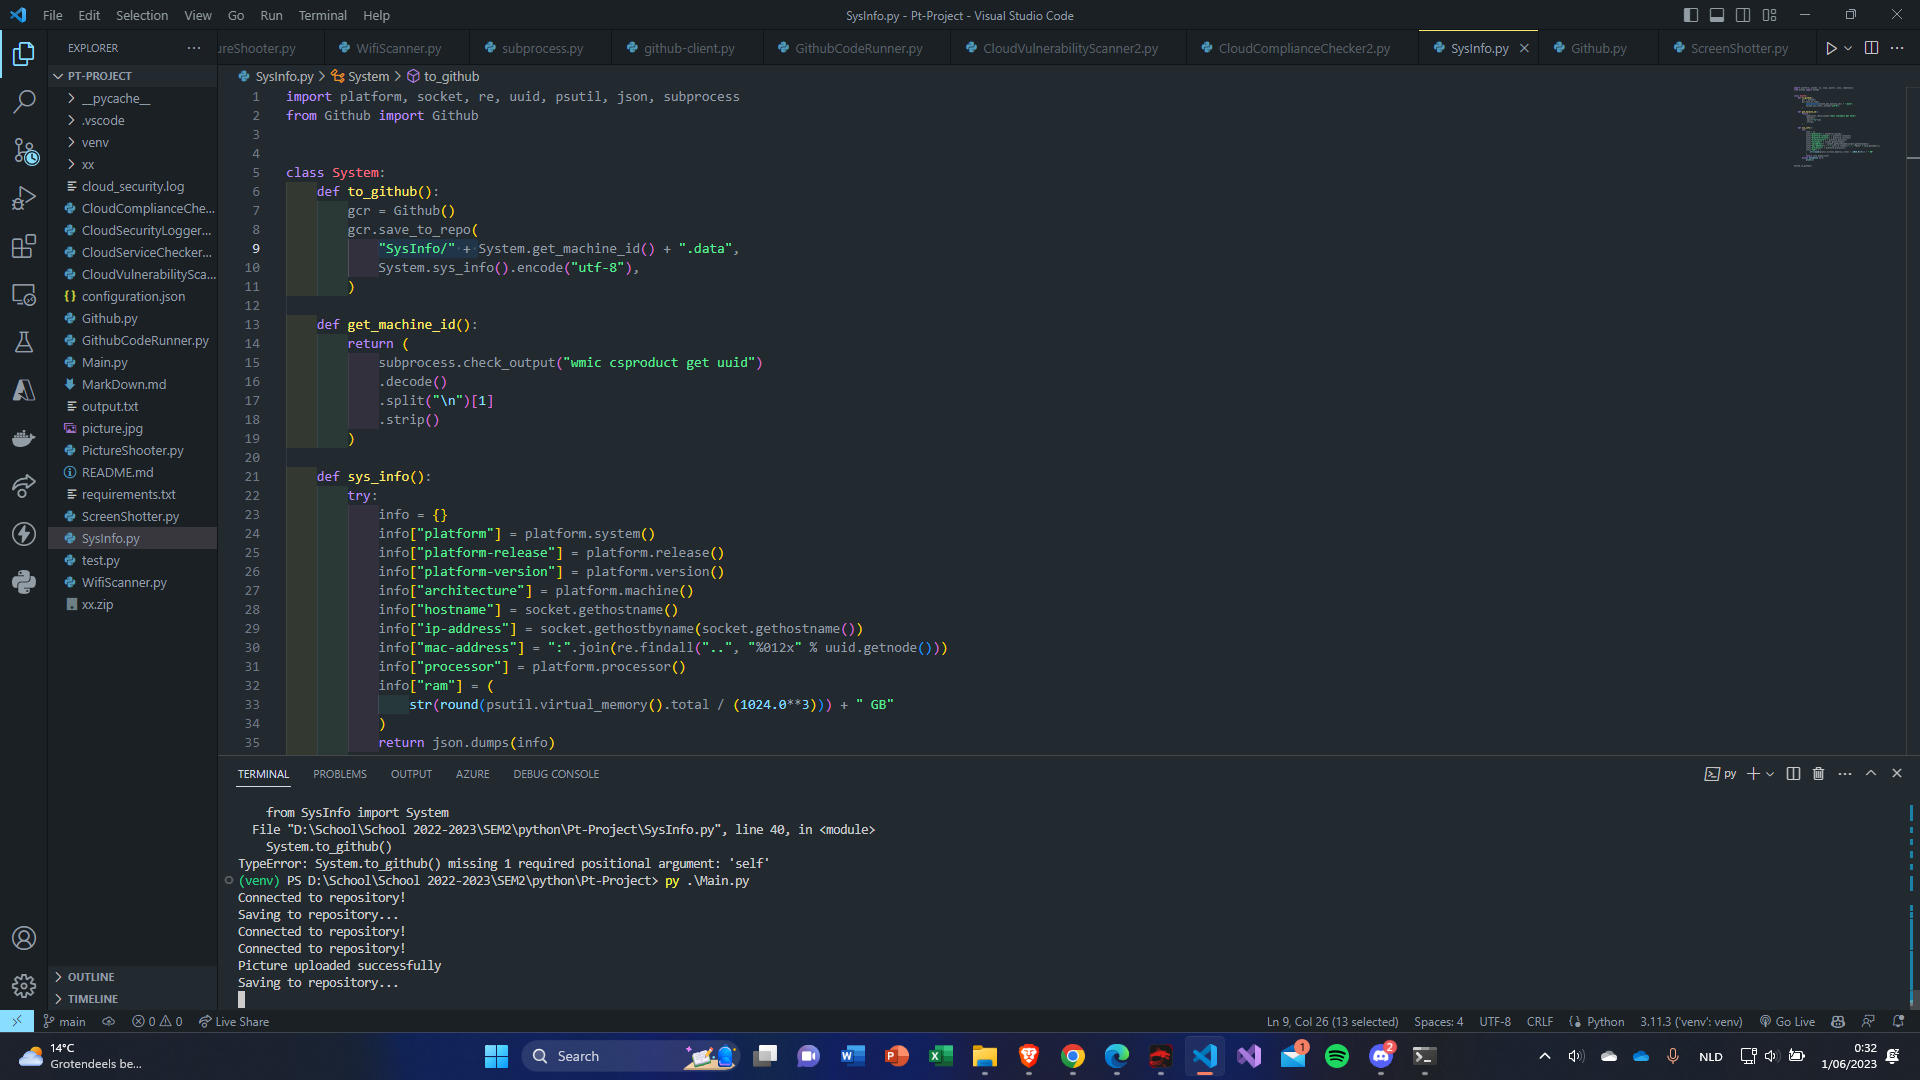 File Edit Selection View Go Run Terminal Help
SysInfo.py - Pt-Project - Visual Studio Code
EXPLORER
ureShooter.py WifiScanner.py subprocess.py github-client.py GithubCodeRunner.py CloudVulnerabilityScanner2.py CloudComplianceChecker2.py SysInfo.py Github.py ScreenShotter.py
PT-PROJECT
__pycache__
.vscode
venv
xx
cloud_security.log
CloudComplianceChe...
CloudSecurityLogger...
CloudServiceChecker...
CloudVulnerabilitySca...
configuration.json
Github.py
GithubCodeRunner.py
Main.py
MarkDown.md
output.txt
picture.jpg
PictureShooter.py
README.md
requirements.txt
ScreenShotter.py
SysInfo.py
test.py
WifiScanner.py
xx.zip
OUTLINE
TIMELINE
SysInfo.py > System > to_github
1 import platform, socket, re, uuid, psutil, json, subprocess
2 from Github import Github
3
4
5 class System:
6 def to_github():
7 gcr = Github()
8 gcr.save_to_repo(
9 "SysInfo/" + System.get_machine_id() + ".data",
10 System.sys_info().encode("utf-8"),
11 )
12
13 def get_machine_id():
14 return (
15 subprocess.check_output("wmic csproduct get uuid")
16 .decode()
17 .split("\n")[1]
18 .strip()
19 )
20
21 def sys_info():
22 try:
23 info = {}
24 info["platform"] = platform.system()
25 info["platform-release"] = platform.release()
26 info["platform-version"] = platform.version()
27 info["architecture"] = platform.machine()
28 info["hostname"] = socket.gethostname()
29 info["ip-address"] = socket.gethostbyname(socket.gethostname())
30 info["mac-address"] = ":".join(re.findall("..", "%012x" % uuid.getnode()))
31 info["processor"] = platform.processor()
32 info["ram"] = (
33 str(round(psutil.virtual_memory().total / (1024.0**3))) + " GB"
34 )
35 return json.dumps(info)
TERMINAL PROBLEMS OUTPUT AZURE DEBUG CONSOLE
py
from SysInfo import System
File "D:\School\School 2022-2023\SEM2\python\Pt-Project\SysInfo.py", line 40, in <module>
System.to_github()
TypeError: System.to_github() missing 1 required positional argument: 'self'
(venv) PS D:\School\School 2022-2023\SEM2\python\Pt-Project> py .\Main.py
Connected to repository!
Saving to repository...
Connected to repository!
Connected to repository!
Picture uploaded successfully
Saving to repository...
main 0 0 Live Share
Ln 9, Col 26 (13 selected) Spaces: 4 UTF-8 CRLF Python 3.11.3 ('venv': venv) Go Live
14°C
Grotendeels be...
Search
1
2
NLD
0:32
1/06/2023